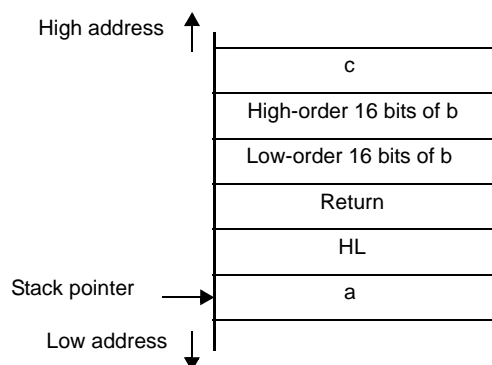 High address
c
High-order 16 bits of b
Low-order 16 bits of b
Return
HL
Stack pointer
a
Low address